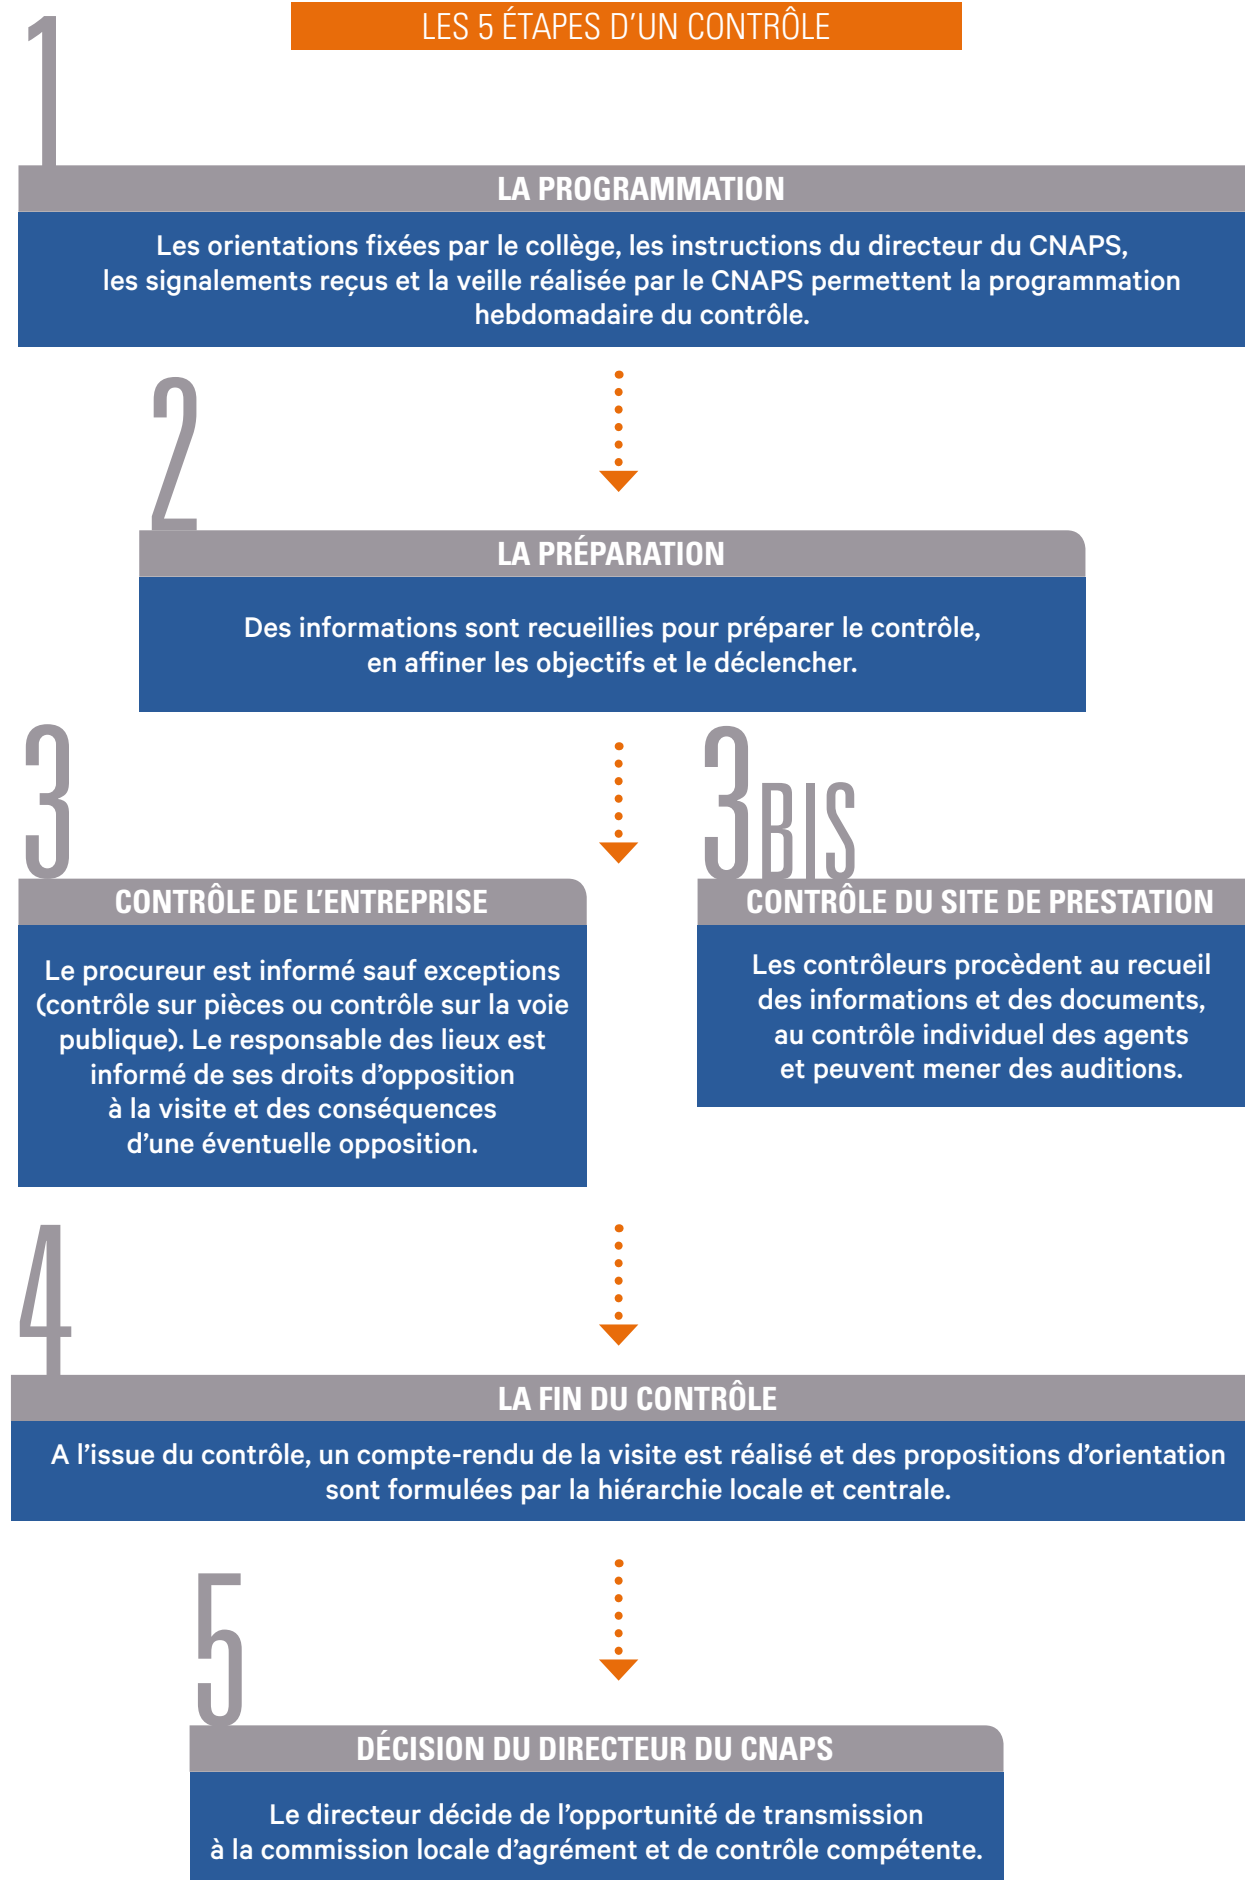 LES 5 ÉTAPES D’UN CONTRÔLE
1
LA PROGRAMMATION
Les orientations fixées par le collège, les instructions du directeur du CNAPS,
les signalements reçus et la veille réalisée par le CNAPS permettent la programmation
hebdomadaire du contrôle.
2
LA PRÉPARATION
Des informations sont recueillies pour préparer le contrôle,
en affiner les objectifs et le déclencher.
3
CONTRÔLE DE L’ENTREPRISE
Le procureur est informé sauf exceptions
(contrôle sur pièces ou contrôle sur la voie
publique). Le responsable des lieux est
informé de ses droits d’opposition
à la visite et des conséquences
d’une éventuelle opposition.
3 BIS
CONTRÔLE DU SITE DE PRESTATION
Les contrôleurs procèdent au recueil
des informations et des documents,
au contrôle individuel des agents
et peuvent mener des auditions.
4
LA FIN DU CONTRÔLE
A l’issue du contrôle, un compte-rendu de la visite est réalisé et des propositions d’orientation
sont formulées par la hiérarchie locale et centrale.
5
DÉCISION DU DIRECTEUR DU CNAPS
Le directeur décide de l’opportunité de transmission
à la commission locale d’agrément et de contrôle compétente.